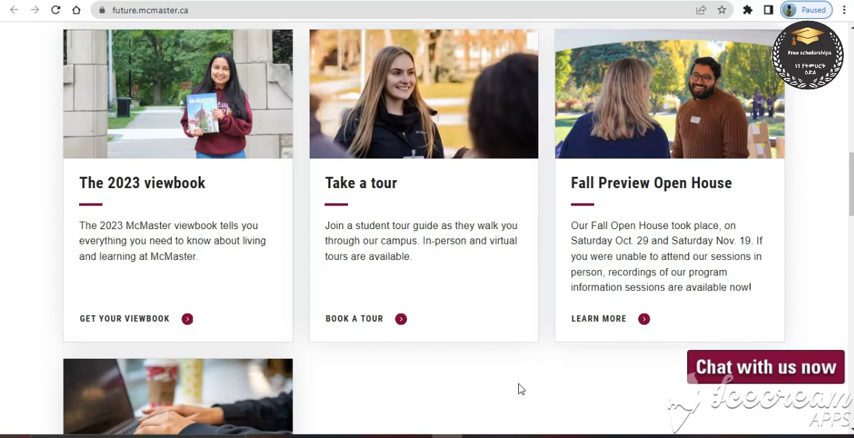 future.mcmaster.ca
Paused
Free scholarships
ነፃ የትምህርት
ዕድል
McMASTER
The 2023 viewbook
The 2023 McMaster viewbook tells you
everything you need to know about living
and learning at McMaster.
GET YOUR VIEWBOOK
Take a tour
Join a student tour guide as they walk you
through our campus. In-person and virtual
tours are available.
BOOK A TOUR
Fall Preview Open House
Our Fall Open House took place, on
Saturday Oct. 29 and Saturday Nov. 19. If
you were unable to attend our sessions in
person, recordings of our program
information sessions are available now!
LEARN MORE
Chat with us now
Icecream
APPS